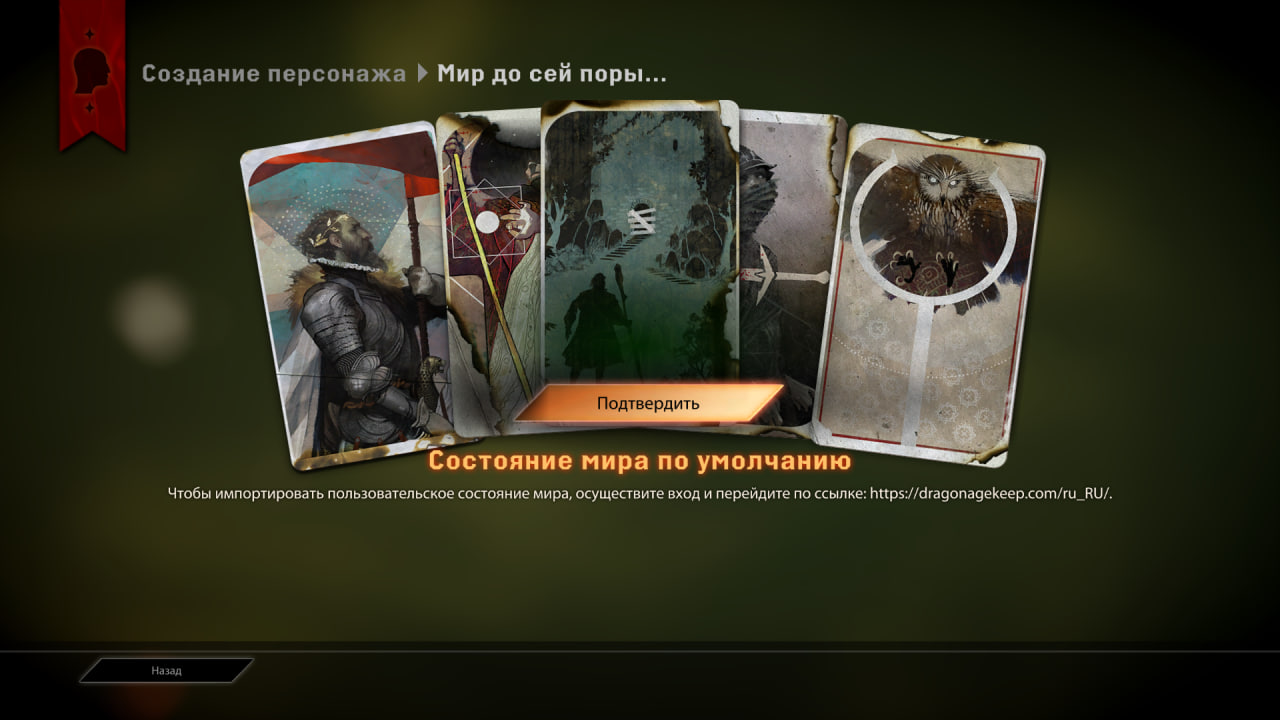 Создание персонажа Мир до сей поры...
Подтвердить
Состояние мира по умолчанию
Чтобы импортировать пользовательское состояние мира, осуществите вход и перейдите по ссылке: https://dragonagekeep.com/ru_RU/.
Назад